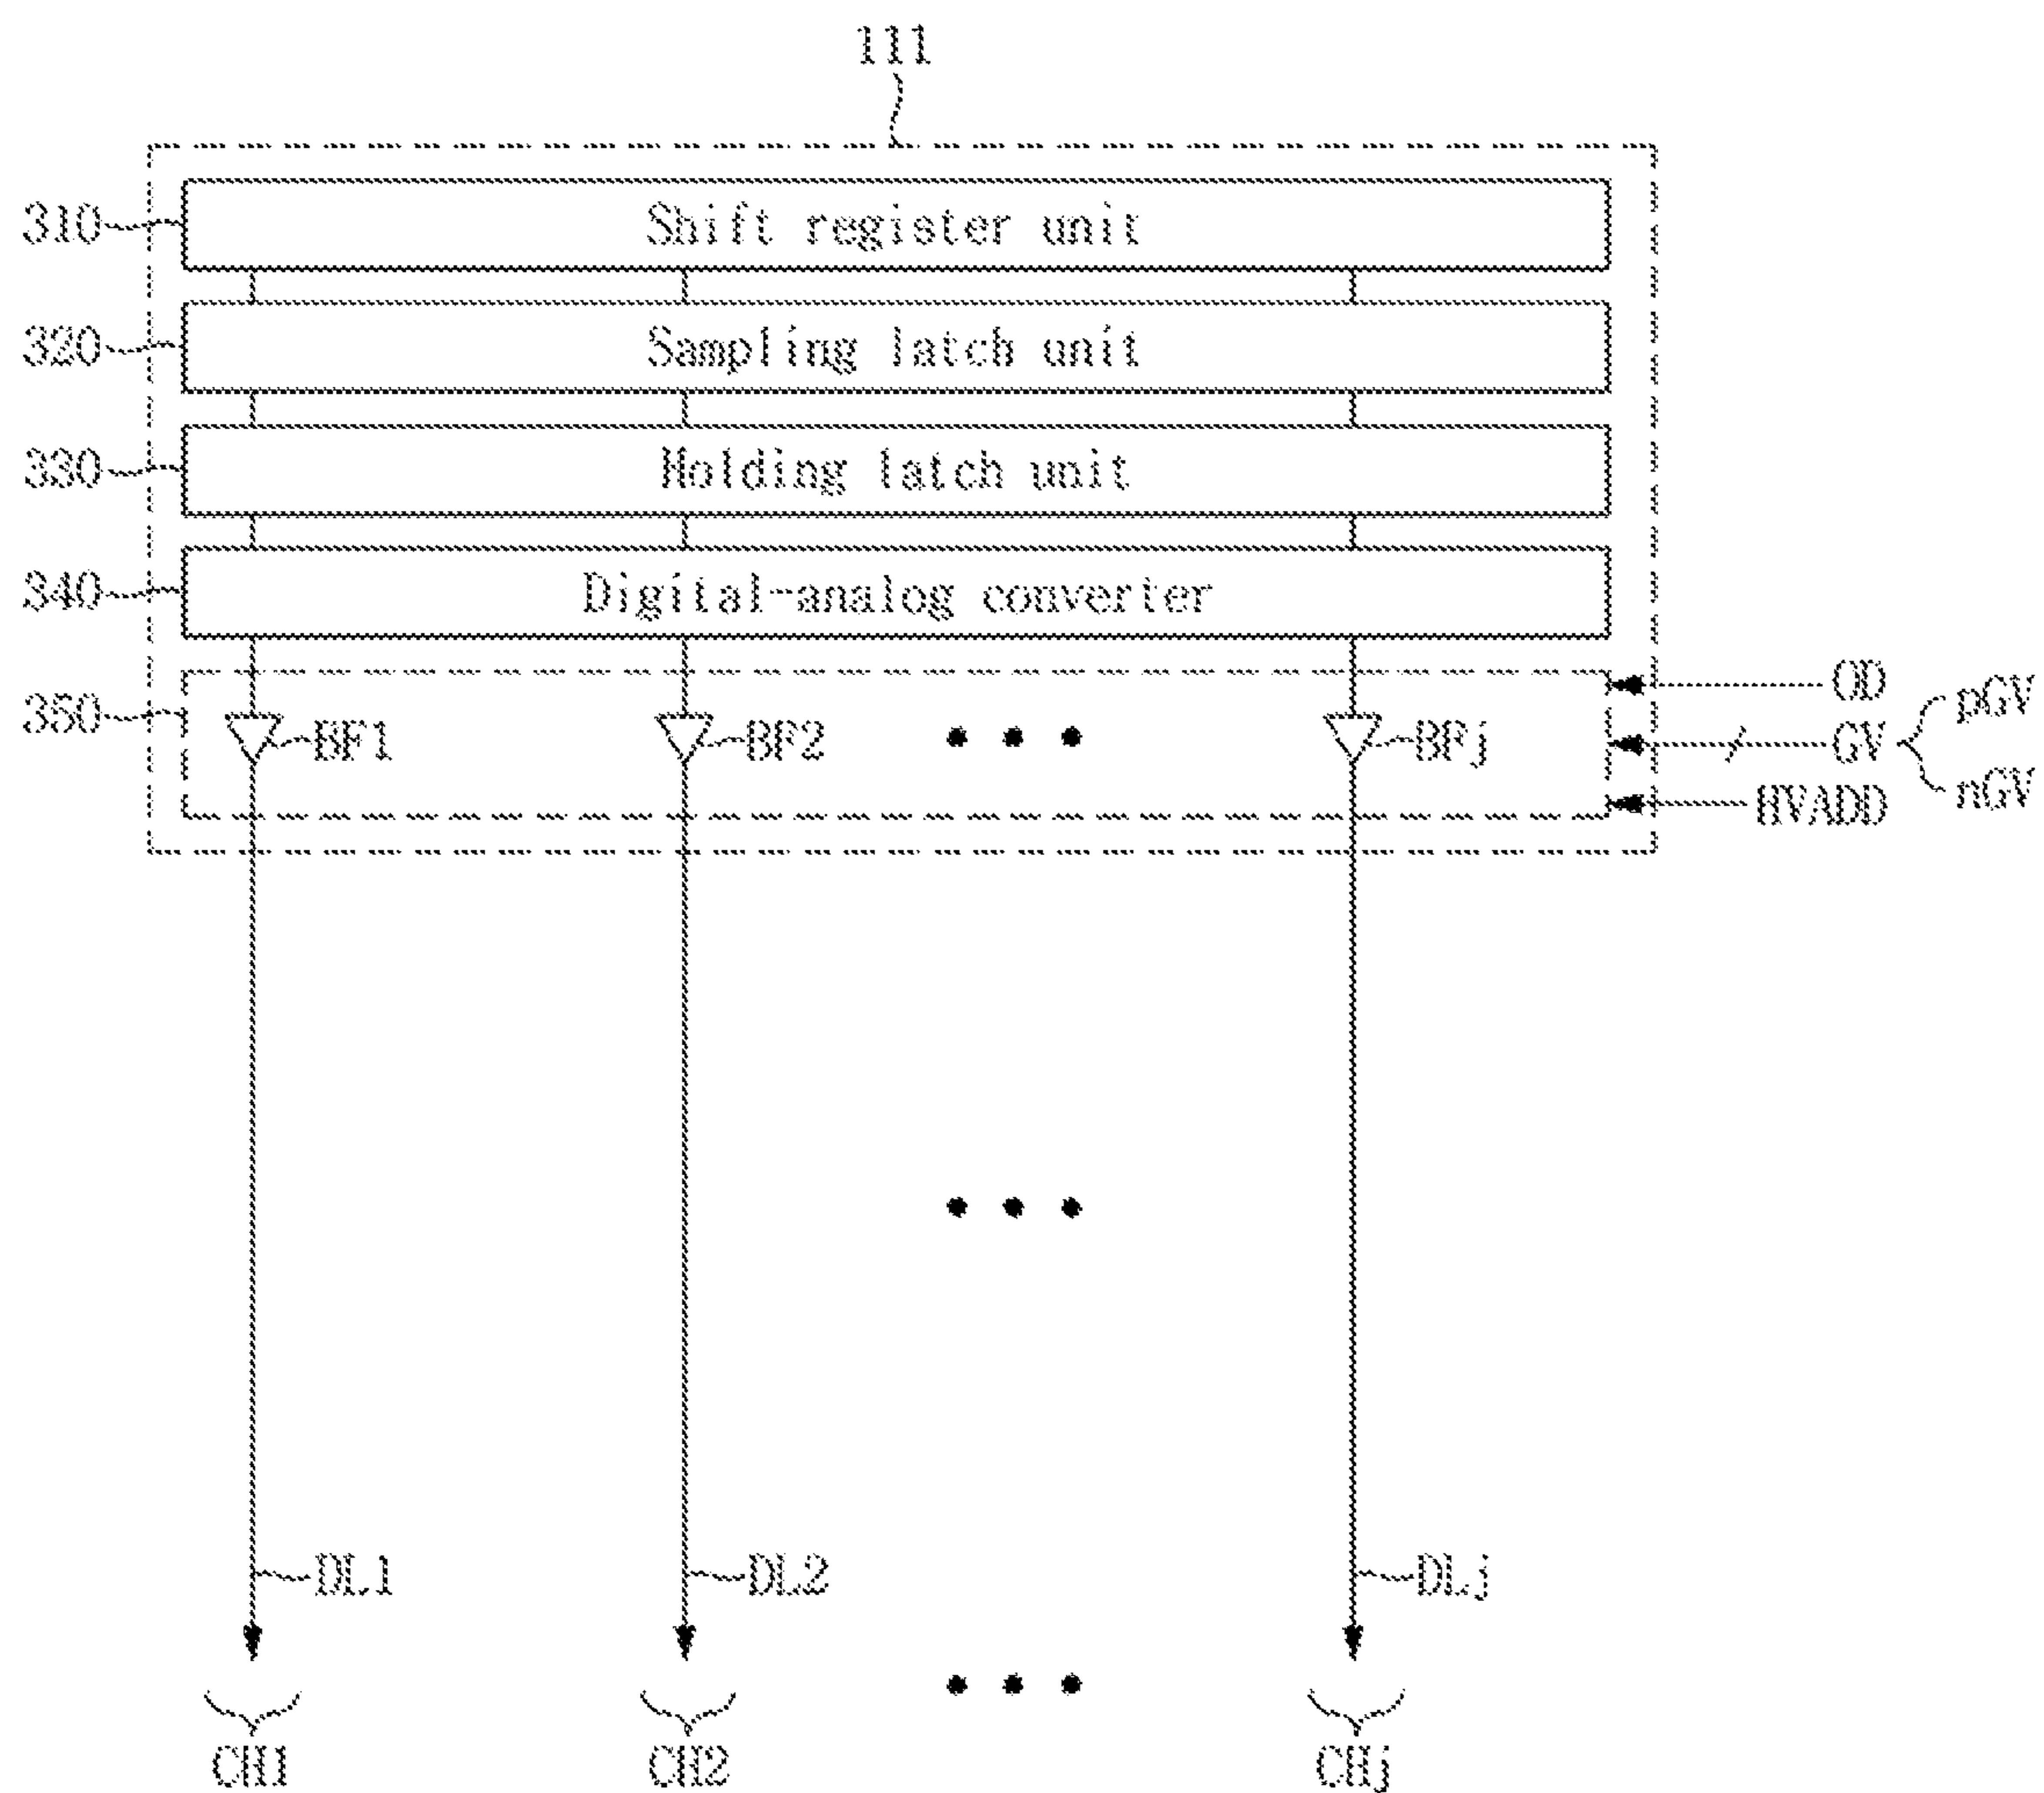 111
310 Shift register unit
320 Sampling latch unit
330 Holding latch unit
340 Digital-analog converter
350 BF1 BF2 BFj
OD
GV pGV nGV
HVADD
DL1 DL2 DLj
CH1 CH2 CHj